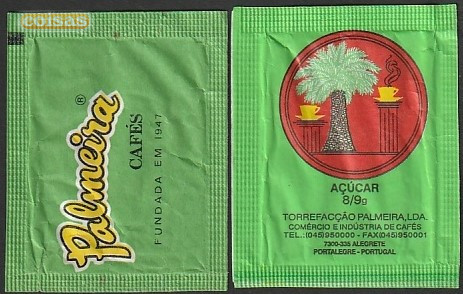 coisas
Palmeira®
CAFÉS
FUNDADA EM 1947
AÇÚCAR
8/9g
TORREFACÇÃO PALMEIRA,LDA.
COMÉRCIO E INDÚSTRIA DE CAFÉS
TEL.:(045)950000 - FAX(045)950001
7300-335 ALEGRETE
PORTALEGRE - PORTUGAL